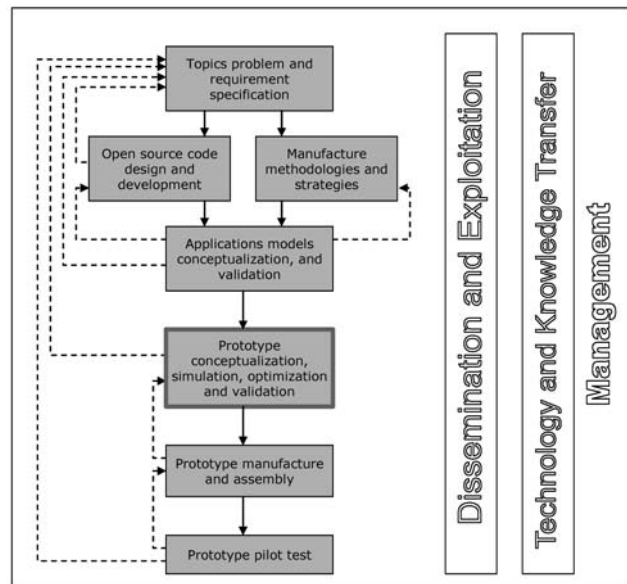 Topics problem and
requirement
specification
Open source code
design and
development
Manufacture
methodologies and
strategies
Applications models
conceptualization, and
validation
Prototype
conceptualization,
simulation, optimization
and validation
Prototype manufacture
and assembly
Prototype pilot test
Dissemination and Exploitation
Technology and Knowledge Transfer
Management